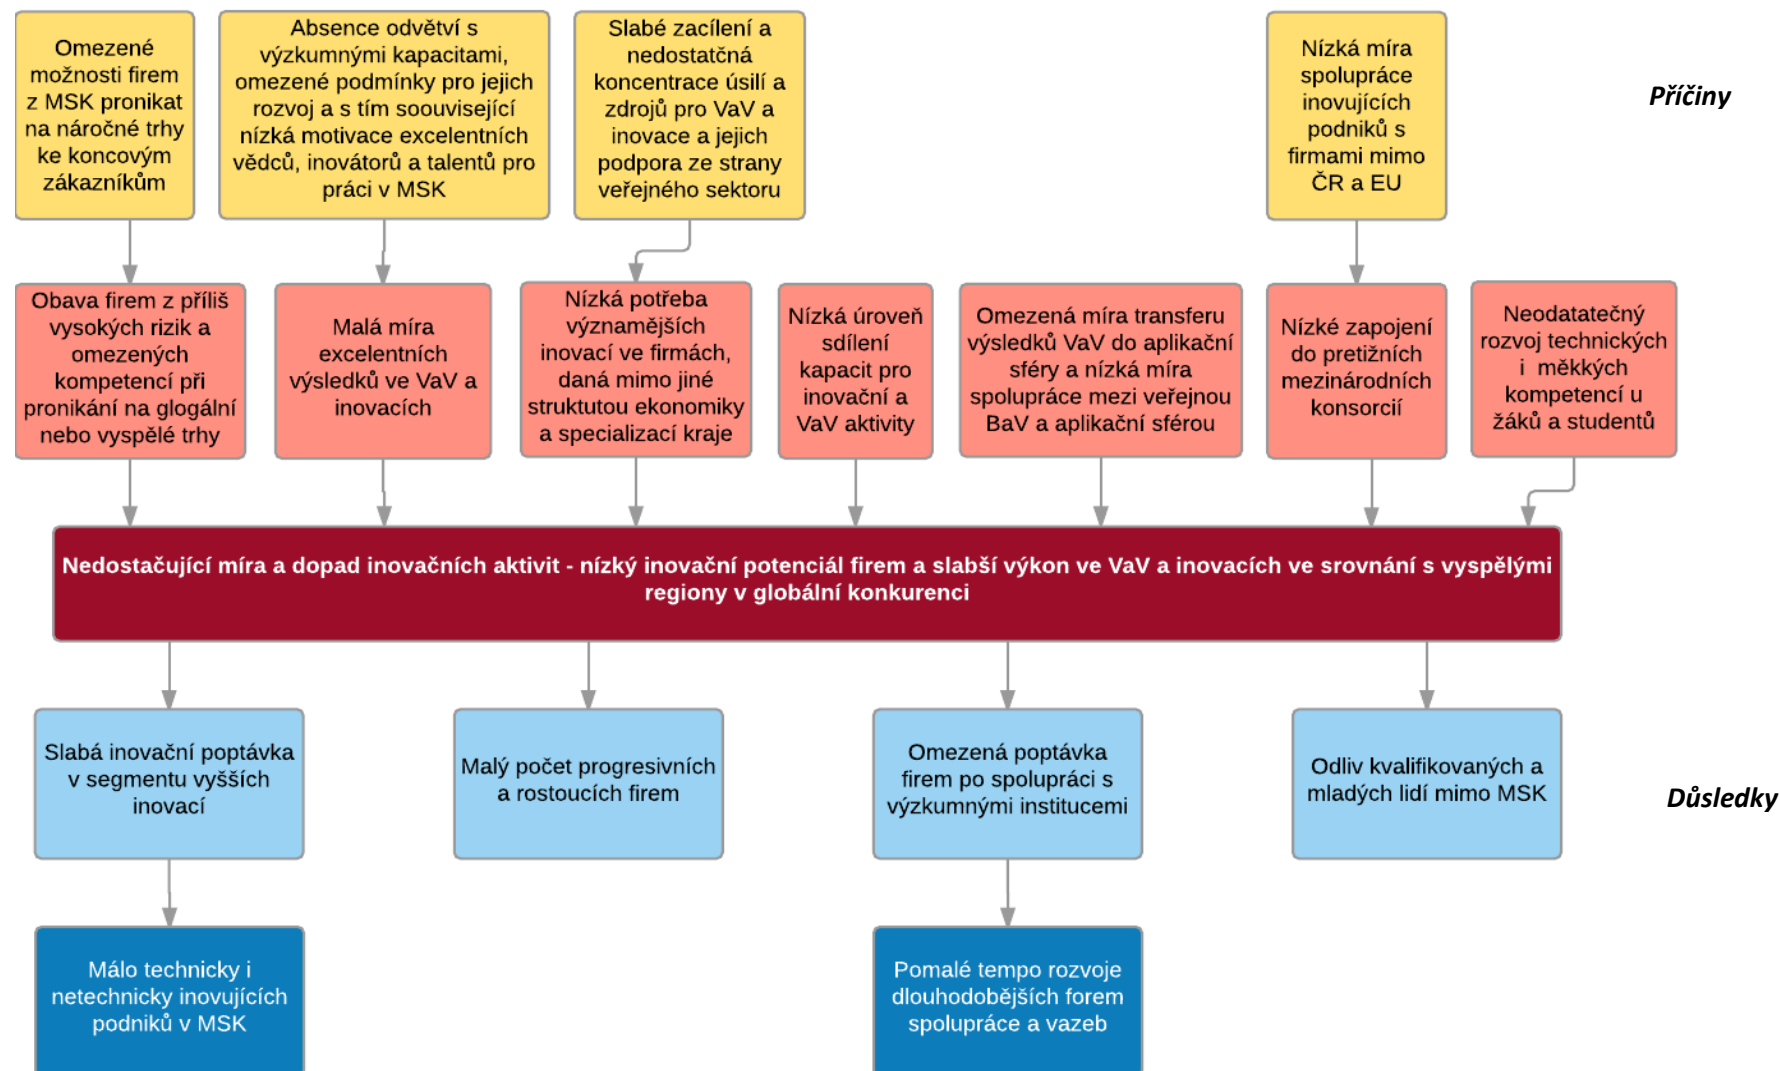 Omezené
možnosti firem
z MSK pronikat
na náročné trhy
ke koncovým
zákazníkům
Absence odvětví s
výzkumnými kapacitami,
omezené podmínky pro jejich
rozvoj a s tím soouvisející
nízká motivace excelentních
vědců, inovátorů a talentů pro
práci v MSK
Slabé zacílení a
nedostatčná
koncentrace úsilí a
zdrojů pro VaV a
inovace a jejich
podpora ze strany
veřejného sektoru
Nízká míra
spolupráce
inovujících
podniků s
firmami mimo
ČR a EU
Příčiny
Obava firem z příliš
vysokých rizik a
omezených
kompetencí při
pronikání na glogální
nebo vyspělé trhy
Malá míra
excelentních
výsledků ve VaV a
inovacích
Nízká potřeba
významějších
inovací ve firmách,
daná mimo jiné
struktutou ekonomiky
a specializací kraje
Nízká úroveň
sdílení
kapacit pro
inovační a
VaV aktivity
Omezená míra transferu
výsledků VaV do aplikační
sféry a nízká míra
spolupráce mezi veřejnou
BaV a aplikační sférou
Nízké zapojení
do pretižních
mezinárodních
konsorcií
Neodatatečný
rozvoj technických
i měkkých
kompetencí u
žáků a studentů
Nedostačující míra a dopad inovačních aktivit - nízký inovační potenciál firem a slabší výkon ve VaV a inovacích ve srovnání s vyspělými
regiony v globální konkurenci
Slabá inovační poptávka
v segmentu vyšších
inovací
Malý počet progresivních
a rostoucích firem
Omezená poptávka
firem po spolupráci s
výzkumnými institucemi
Odliv kvalifikovaných a
mladých lidí mimo MSK
Důsledky
Málo technicky i
netechnicky inovujících
podniků v MSK
Pomalé tempo rozvoje
dlouhodobějších forem
spolupráce a vazeb